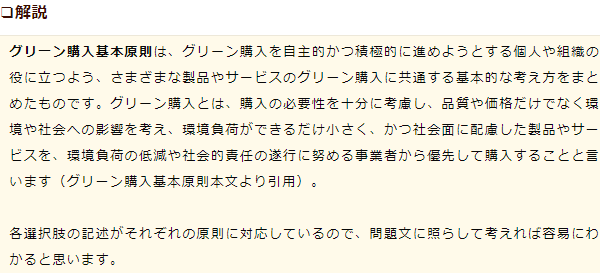 ❏解説
グリーン購入基本原則は、グリーン購入を自主的かつ積極的に進めようとする個人や組織の
役に立つよう、さまざまな製品やサービスのグリーン購入に共通する基本的な考え方をまと
めたものです。グリーン購入とは、購入の必要性を十分に考慮し、品質や価格だけでなく環
境や社会への影響を考え、環境負荷ができるだけ小さく、かつ社会面に配慮した製品やサー
ビスを、環境負荷の低減や社会的責任の遂行に努める事業者から優先して購入することと言
います（グリーン購入基本原則本文より引用）。
各選択肢の記述がそれぞれの原則に対応しているので、問題文に照らして考えれば容易にわ
かると思います。